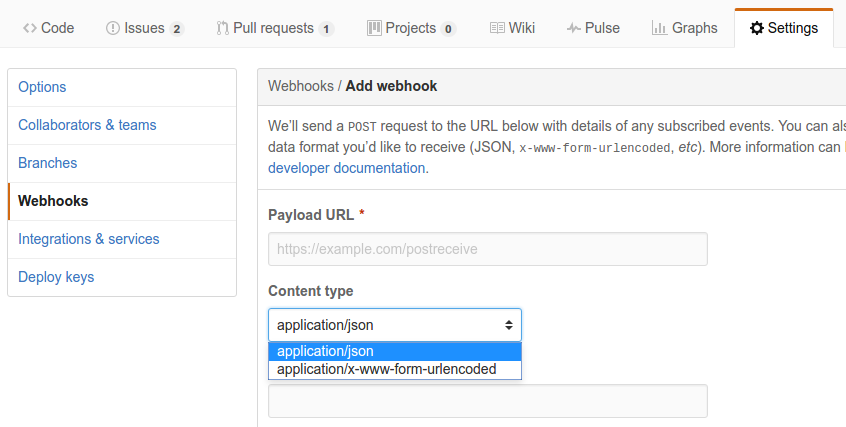 Code Issues 2 Pull requests 1 Projects 0 Wiki Pulse Graphs Settings
Options
Collaborators & teams
Branches
Webhooks
Integrations & services
Deploy keys
Webhooks / Add webhook
We'll send a POST request to the URL below with details of any subscribed events. You can
data format you'd like to receive (JSON, x-www-form-urlencoded, etc). More information can
developer documentation.
Payload URL *
https://example.com/postreceive
Content type
application/json
application/json
application/x-www-form-urlencoded